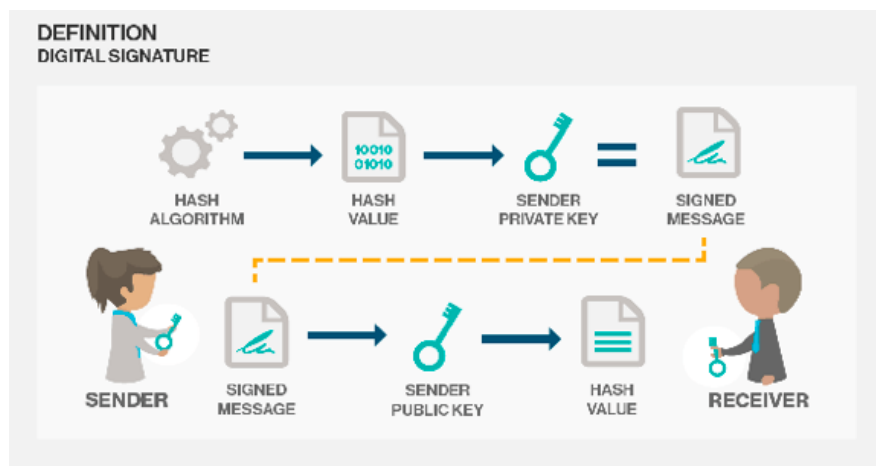 DEFINITION
DIGITAL SIGNATURE
10010
01010
HASH
ALGORITHM
HASH
VALUE
SENDER
PRIVATE KEY
SIGNED
MESSAGE
SENDER
SIGNED
MESSAGE
SENDER
PUBLIC KEY
HASH
VALUE
RECEIVER